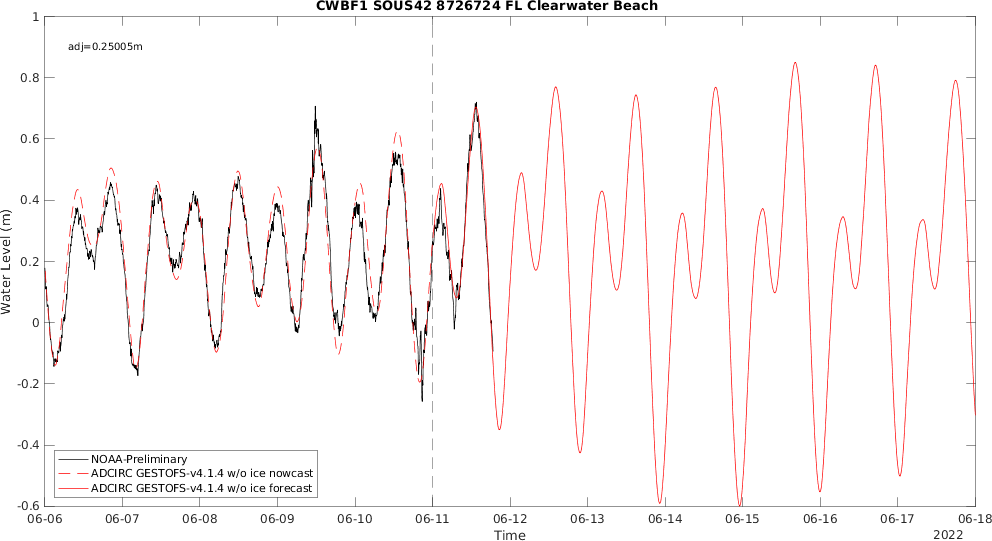 CWBF1 SOUS42 8726724 FL Clearwater Beach
adj=0.25005m
Water Level (m)
1
0.8
0.6
0.4
0.2
0
-0.2
-0.4
-0.6
NOAA-Preliminary
ADCIRC GESTOFS-v4.1.4 w/o ice nowcast
ADCIRC GESTOFS-v4.1.4 w/o ice forecast
06-06 06-07 06-08 06-09 06-10 06-11 06-12 06-13 06-14 06-15 06-16 06-17 06-18
Time
2022